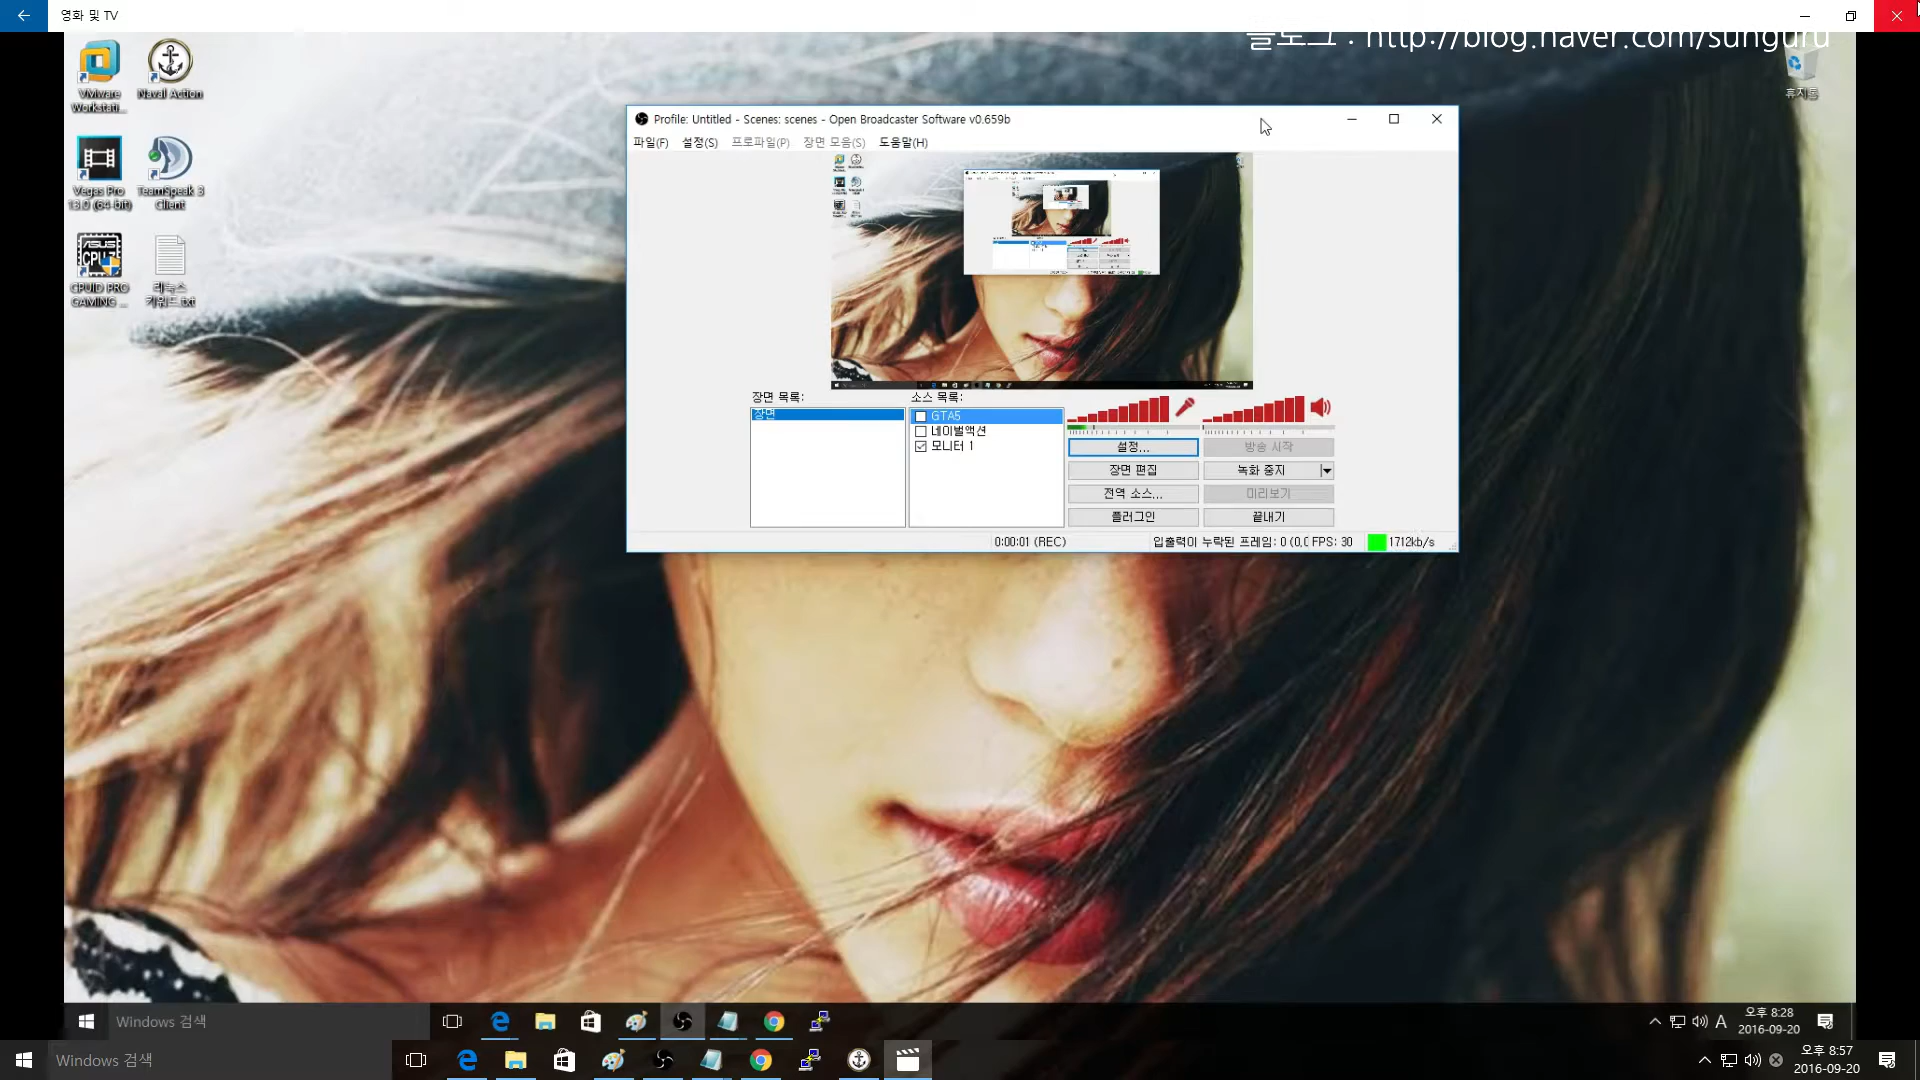 영화 및 TV
블로그 : http://blog.naver.com/sunguru
VMware Workstati...
Naval Action
휴지통
Vegas Pro 13.0 (64-bit)
TeamSpeak 3 Client
CPUID PRO GAMING ...
리눅스 키워드.txt
Profile: Untitled - Scenes: scenes - Open Broadcaster Software v0.659b
파일(F) 설정(S) 프로파일(P) 장면 모음(S) 도움말(H)
장면 목록: 소스 목록:
장면
GTA5
네이벌액션
모니터 1
설정... 방송 시작
장면 편집 녹화 중지
전역 소스... 미리보기
플러그인 끝내기
0:00:01 (REC) 입출력이 누락된 프레임: 0 (0,0 FPS: 30 1712kb/s
Windows 검색
A 오후 8:28
2016-09-20
Windows 검색
오후 8:57
2016-09-20